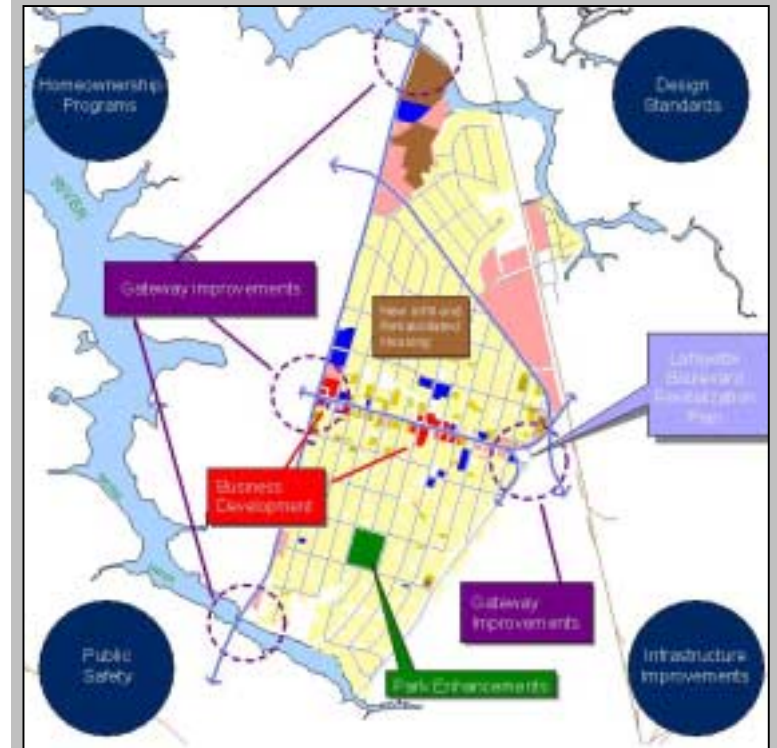 Homeownership
Programs
Design
Standards
RIVER
Gateway improvements
New Infill and
Rehabilitated
Housing
Lafayette
Boulevard
Revitalization
Plan
Business
Development
Gateway
Improvements
Public
Safety
Park Enhancements
Infrastructure
Improvements